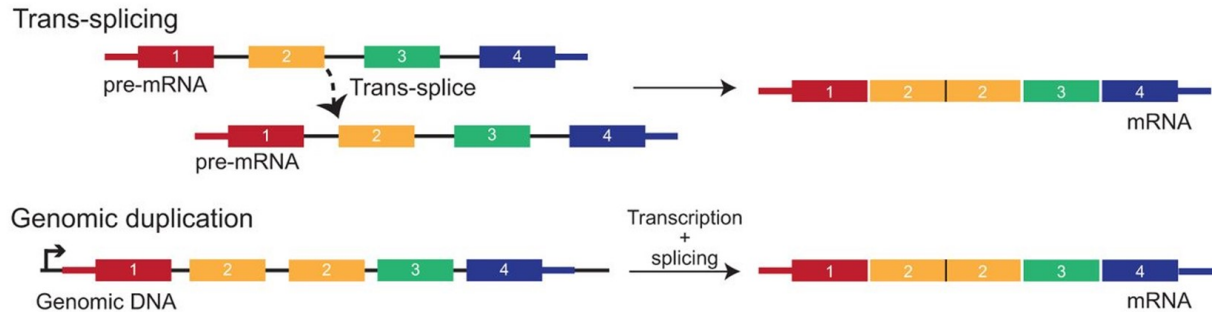 Trans-splicing
1 2 3 4
pre-mRNA
Trans-splice
1 2 3 4
pre-mRNA
1 2 2 3 4
mRNA
Genomic duplication
1 2 2 3 4
Genomic DNA
Transcription
+
splicing
1 2 2 3 4
mRNA